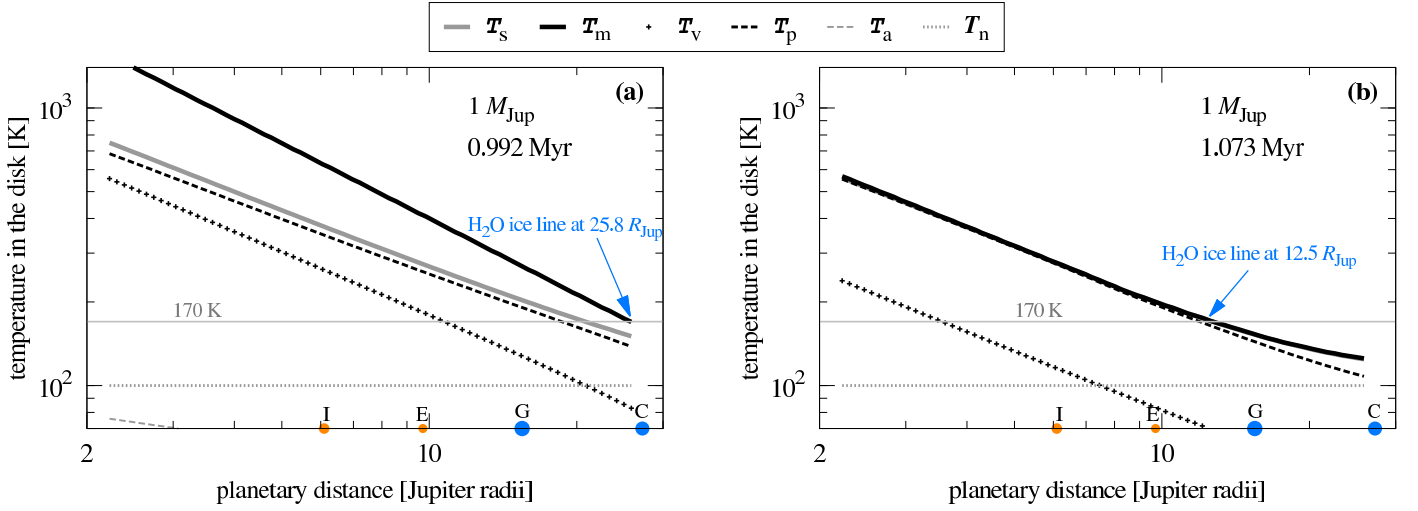 T_s T_m T_v T_p T_a T_n
(a)
1 M_Jup
0.992 Myr
H₂O ice line at 25.8 R_Jup
170 K
10³
10²
I E G C
2 10
temperature in the disk [K]
planetary distance [Jupiter radii]
(b)
1 M_Jup
1.073 Myr
H₂O ice line at 12.5 R_Jup
170 K
10³
10²
I E G C
2 10
temperature in the disk [K]
planetary distance [Jupiter radii]